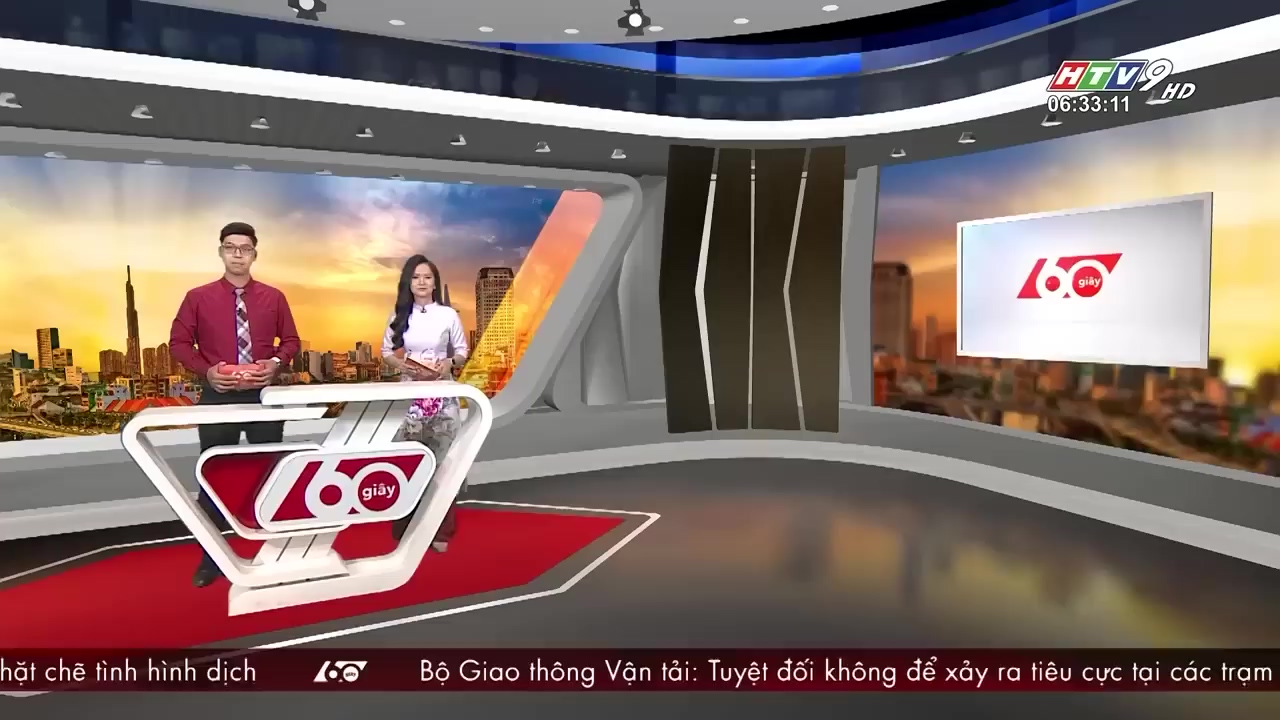 HTV9 HD
06:33:11
60 giây
60 giây
hặt chẽ tình hình dịch 60 giây Bộ Giao thông Vận tải: Tuyệt đối không để xảy ra tiêu cực tại các trạm